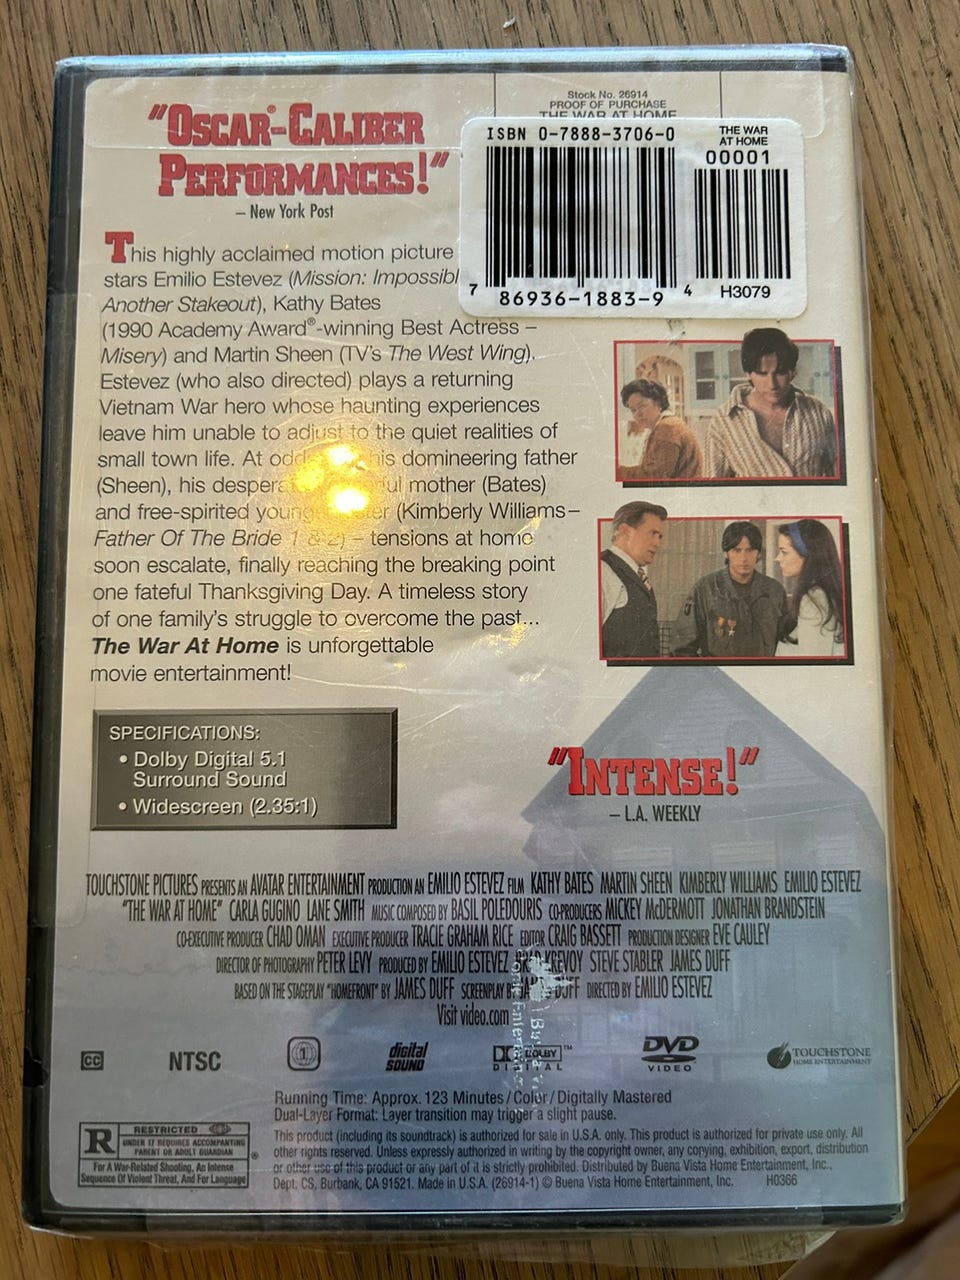 "OSCAR®-CALIBER
PERFORMANCES!"
– New York Post
Stock No. 26914
PROOF OF PURCHASE
THE WAR AT HOME
ISBN 0-7888-3706-0
THE WAR
AT HOME
00001
7 86936-1883-9 4
H3079
This highly acclaimed motion picture
stars Emilio Estevez (Mission: Impossibl
Another Stakeout), Kathy Bates
(1990 Academy Award®-winning Best Actress –
Misery) and Martin Sheen (TV's The West Wing).
Estevez (who also directed) plays a returning
Vietnam War hero whose haunting experiences
leave him unable to adjust to the quiet realities of
small town life. At his domineering father
(Sheen), his mother (Bates)
and free-spirited (Kimberly Williams–
Father Of The Bride 1 & 2) – tensions at home
soon escalate, finally reaching the breaking point
one fateful Thanksgiving Day. A timeless story
of one family's struggle to overcome the past...
The War At Home is unforgettable
movie entertainment!
SPECIFICATIONS:
• Dolby Digital 5.1
Surround Sound
• Widescreen (2.35:1)
"INTENSE!"
– L.A. WEEKLY
TOUCHSTONE PICTURES PRESENTS AN AVATAR ENTERTAINMENT PRODUCTION AN EMILIO ESTEVEZ FILM KATHY BATES MARTIN SHEEN KIMBERLY WILLIAMS EMILIO ESTEVEZ
"THE WAR AT HOME" CARLA GUGINO LANE SMITH MUSIC COMPOSED BY BASIL POLEDOURIS CO-PRODUCERS MICKEY McDERMOTT JONATHAN BRANDSTEIN
CO-EXECUTIVE PRODUCER CHAD OMAN EXECUTIVE PRODUCER TRACIE GRAHAM RICE EDITOR CRAIG BASSETT PRODUCTION DESIGNER EVE CAULEY
DIRECTOR OF PHOTOGRAPHY PETER LEVY PRODUCED BY EMILIO ESTEVEZ BRAD KREVOY STEVE STABLER JAMES DUFF
BASED ON THE STAGEPLAY "HOMEFRONT" BY JAMES DUFF SCREENPLAY BY JAMES DUFF DIRECTED BY EMILIO ESTEVEZ
Visit video.com
CC
NTSC
1
digital
SOUND
DOLBY™
DIGITAL
DVD
VIDEO
TOUCHSTONE
HOME ENTERTAINMENT
Running Time: Approx. 123 Minutes / Color / Digitally Mastered
Dual-Layer Format: Layer transition may trigger a slight pause.
R
RESTRICTED
UNDER 17 REQUIRES ACCOMPANYING
PARENT OR ADULT GUARDIAN
®
For A War-Related Shooting, An Intense
Sequence Of Violent Threat, And For Language
This product (including its soundtrack) is authorized for sale in U.S.A. only. This product is authorized for private use only. All
other rights reserved. Unless expressly authorized in writing by the copyright owner, any copying, exhibition, export, distribution
or other use of this product or any part of it is strictly prohibited. Distributed by Buena Vista Home Entertainment, Inc.,
Dept. CS, Burbank, CA 91521. Made in U.S.A. (26914-1) © Buena Vista Home Entertainment, Inc.
H0366